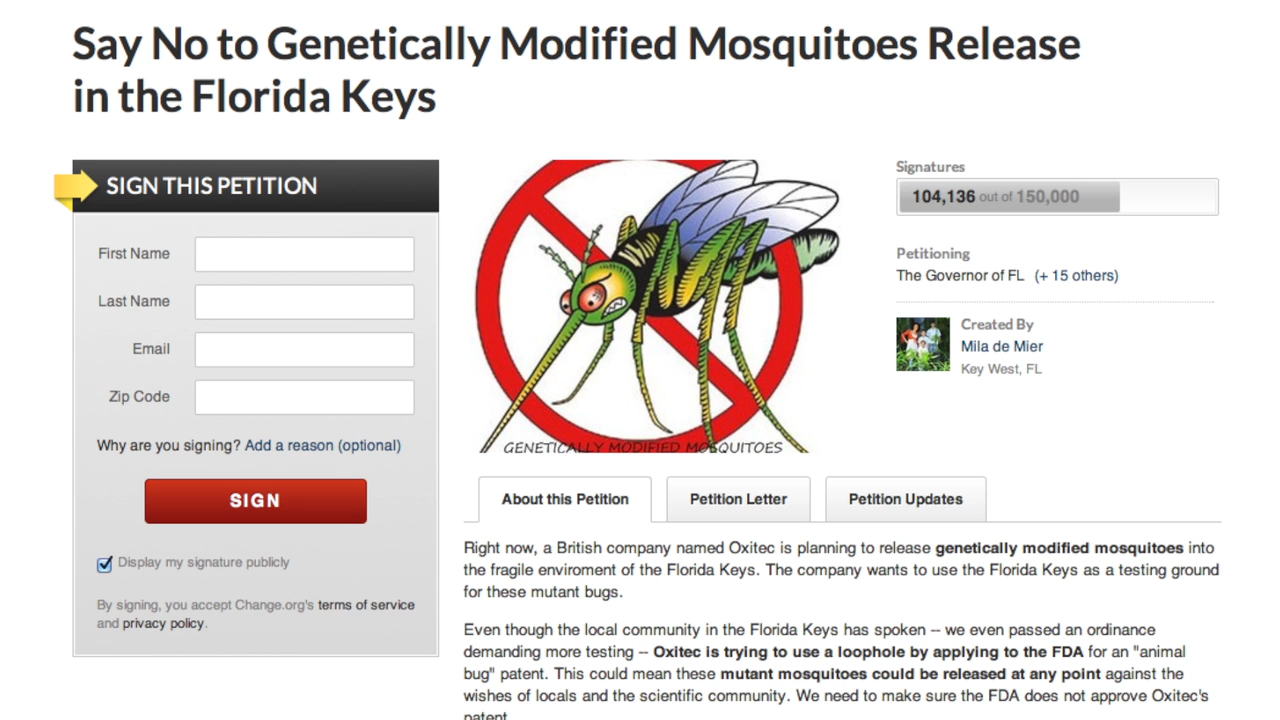 Say No to Genetically Modified Mosquitoes Release
in the Florida Keys
SIGN THIS PETITION
First Name
Last Name
Email
Zip Code
Why are you signing? Add a reason (optional)
SIGN
Display my signature publicly
By signing, you accept Change.org's terms of service
and privacy policy.
GENETICALLY MODIFIED MOSQUITOES
Signatures
104,136 out of 150,000
Petitioning
The Governor of FL (+ 15 others)
Created By
Mila de Mier
Key West, FL
About this Petition
Petition Letter
Petition Updates
Right now, a British company named Oxitec is planning to release genetically modified mosquitoes into
the fragile enviroment of the Florida Keys. The company wants to use the Florida Keys as a testing ground
for these mutant bugs.
Even though the local community in the Florida Keys has spoken -- we even passed an ordinance
demanding more testing -- Oxitec is trying to use a loophole by applying to the FDA for an "animal
bug" patent. This could mean these mutant mosquitoes could be released at any point against the
wishes of locals and the scientific community. We need to make sure the FDA does not approve Oxitec's
patent